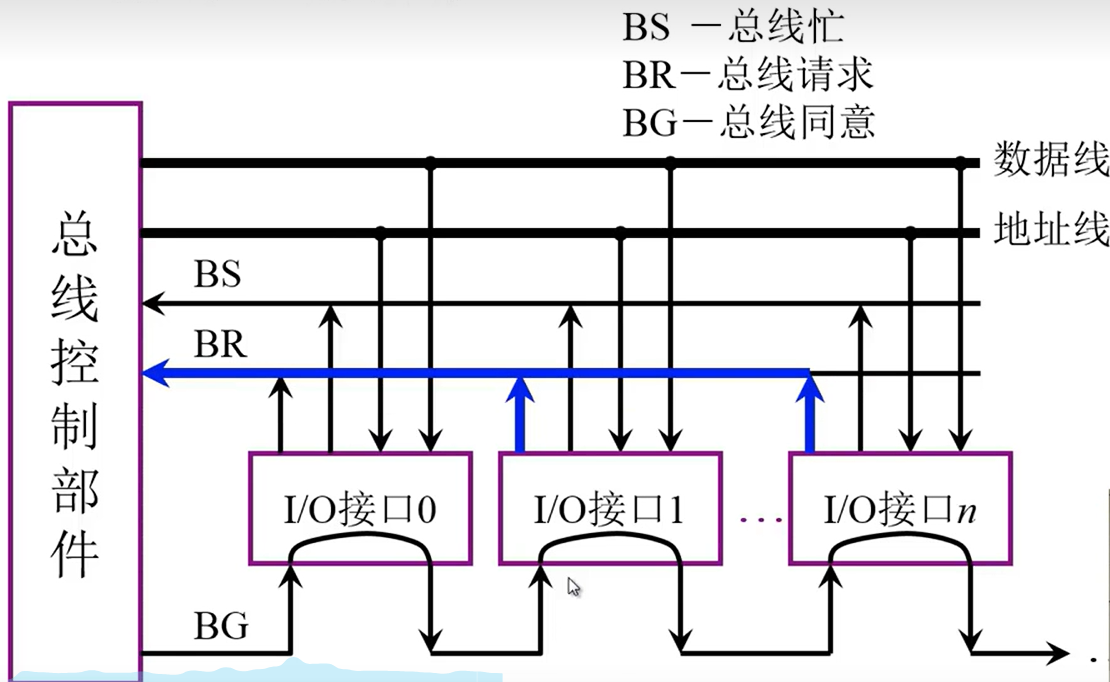 BS －总线忙
BR－总线请求
BG－总线同意
数据线
地址线
总线控制部件
BS
BR
I/O接口0
I/O接口1
…
I/O接口n
BG